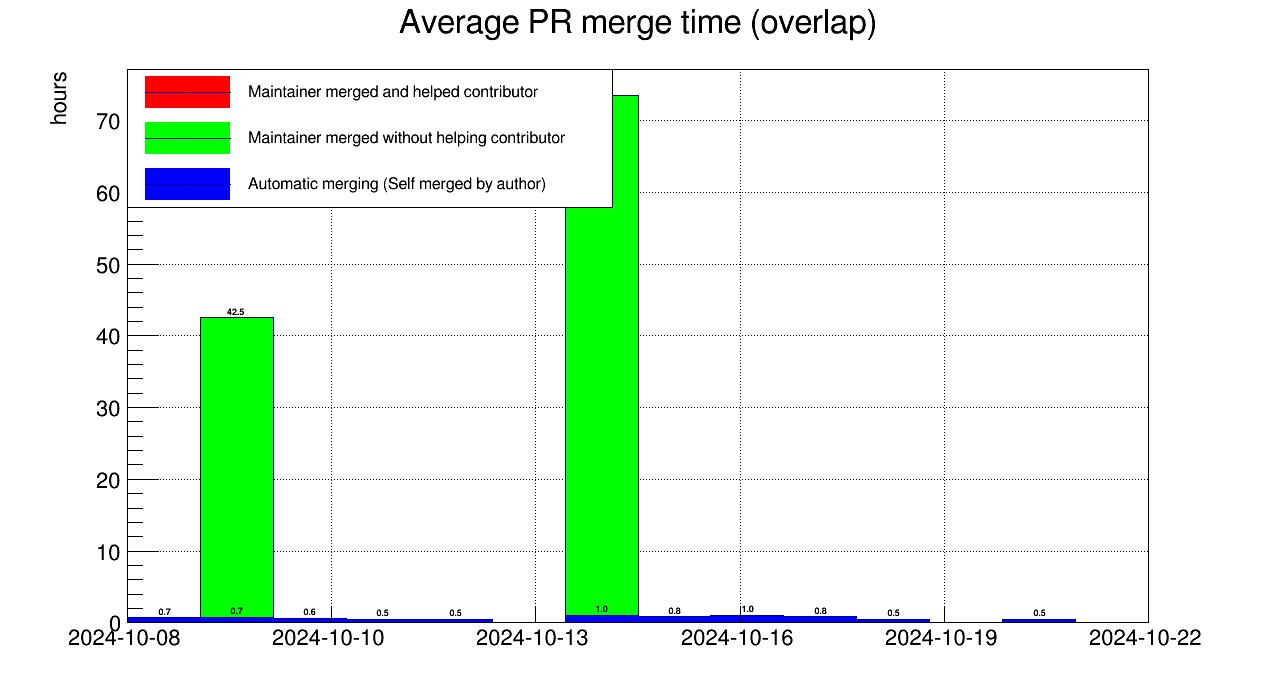 Average PR merge time (overlap)
hours
Maintainer merged and helped contributor
Maintainer merged without helping contributor
Automatic merging (Self merged by author)
70
60
50
42.5
40
30
20
10
0.7 0.7 0.6 0.5 0.5 1.0 0.8 1.0 0.8 0.5 0.5
0
2024-10-08 2024-10-10 2024-10-13 2024-10-16 2024-10-19 2024-10-22